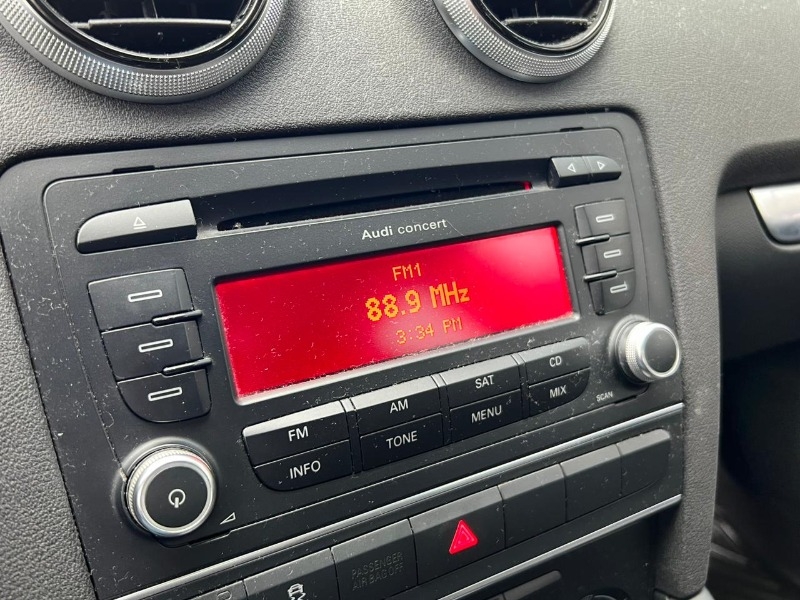 Audi concert
FM1
88.9 MHz
3:34 PM
FM AM SAT CD
INFO TONE MENU MIX
SCAN
PASSENGER
AIR BAG OFF